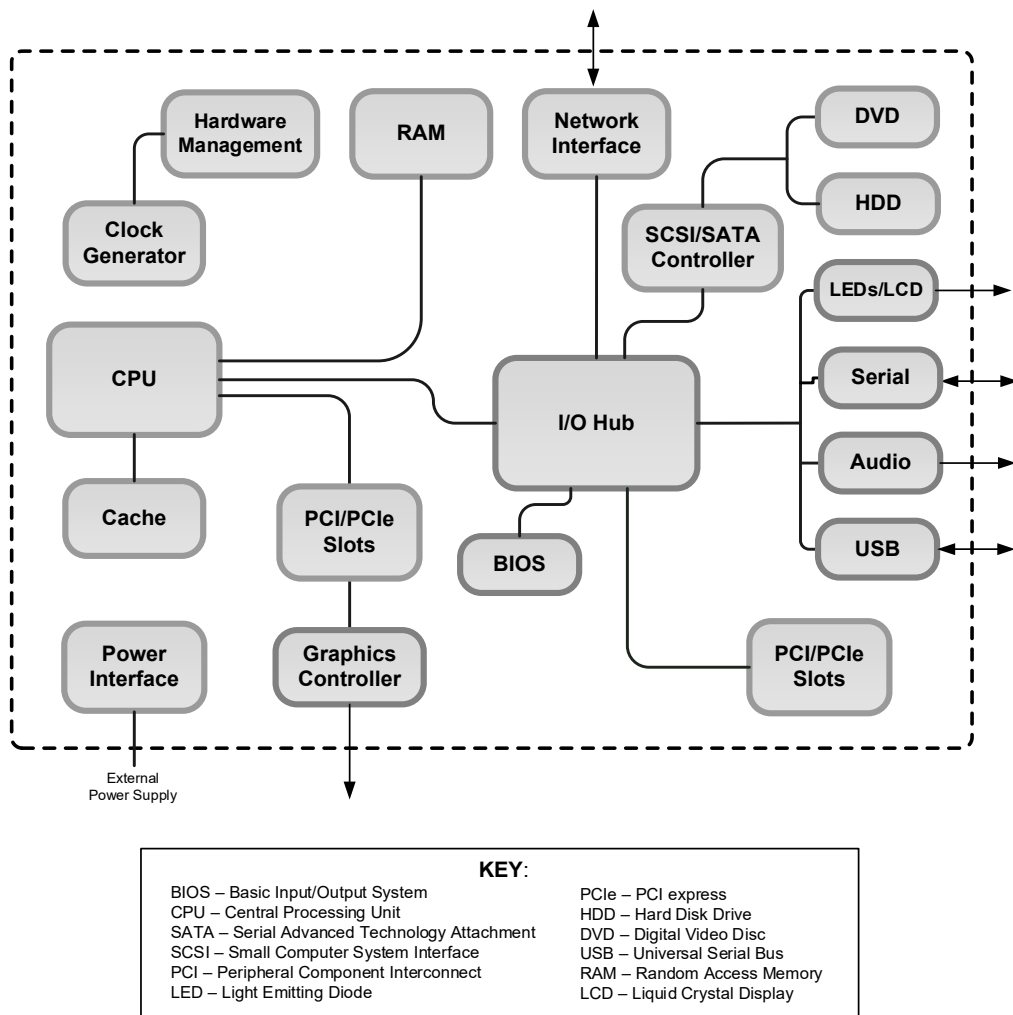 Hardware
Management
RAM
Network
Interface
DVD
HDD
Clock
Generator
SCSI/SATA
Controller
LEDs/LCD
CPU
Serial
I/O Hub
Audio
Cache
PCI/PCIe
Slots
BIOS
USB
Power
Interface
Graphics
Controller
PCI/PCIe
Slots
External
Power Supply
KEY:
BIOS – Basic Input/Output System
CPU – Central Processing Unit
SATA – Serial Advanced Technology Attachment
SCSI – Small Computer System Interface
PCI – Peripheral Component Interconnect
LED – Light Emitting Diode
PCIe – PCI express
HDD – Hard Disk Drive
DVD – Digital Video Disc
USB – Universal Serial Bus
RAM – Random Access Memory
LCD – Liquid Crystal Display